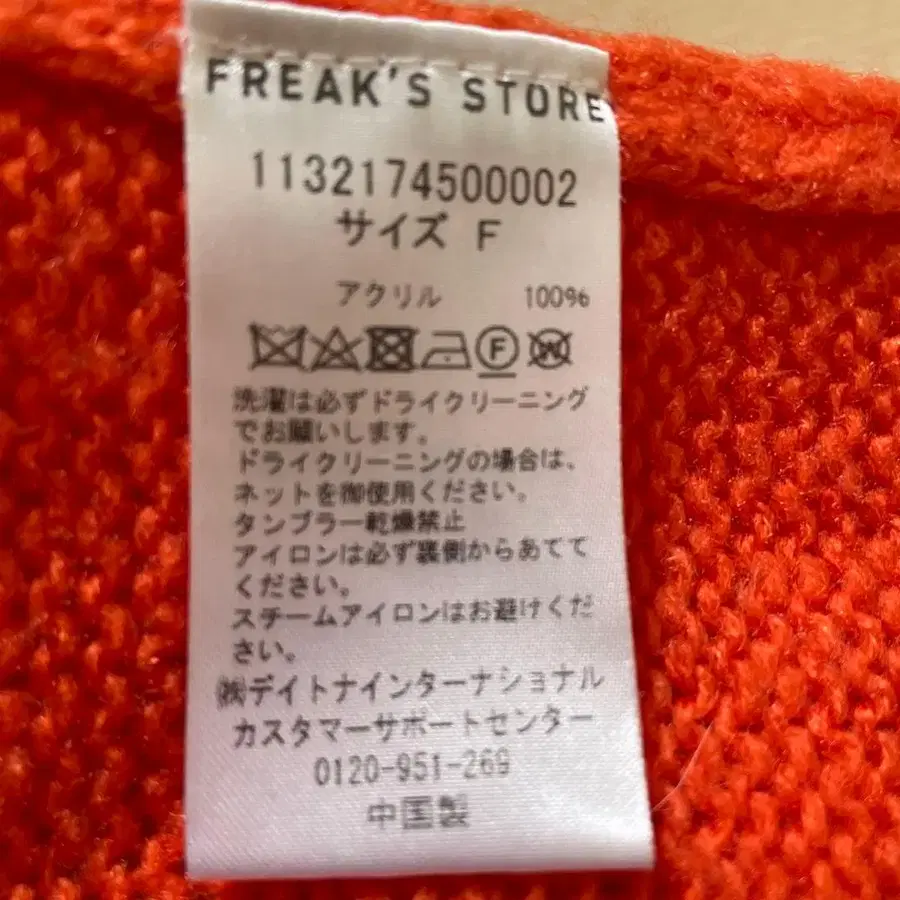 FREAK'S STORE
1132174500002
サイズ F
アクリル 100%
F W
洗濯は必ずドライクリーニング
でお願いします。
ドライクリーニングの場合は、
ネットを御使用ください。
タンブラー乾燥禁止
アイロンは必ず裏側からあてて
ください。
スチームアイロンはお避けくだ
さい。
㈱デイトナインターナショナル
カスタマーサポートセンター
0120-951-269
中国製